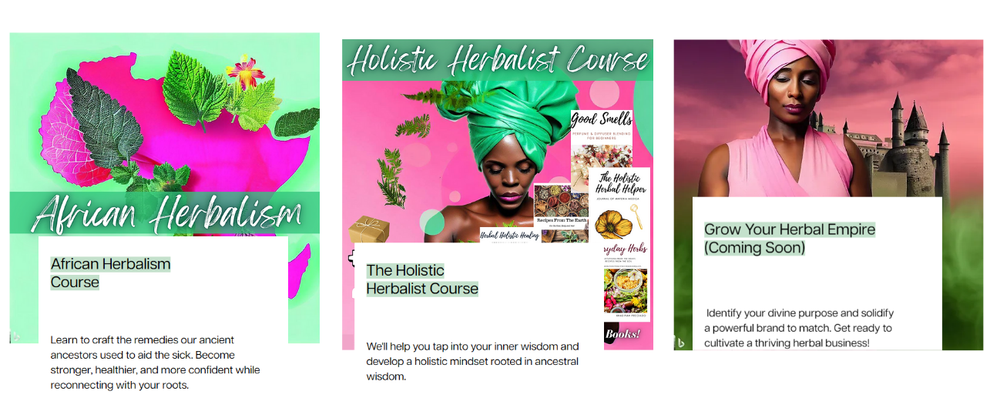 African Herbalism
African Herbalism
Course
Learn to craft the remedies our ancient
ancestors used to aid the sick. Become
stronger, healthier, and more confident while
reconnecting with your roots.
Holistic Herbalist Course
Good Smells
PERFUME & DIFFUSER BLENDING
FOR BEGINNERS
The Holistic
Herbal Helper
JOURNAL OF MATERIA MEDICA
Recipes From The Earth
Herbal Holistic Healing
ryday Herbs
Books!
The Holistic
Herbalist Course
We'll help you tap into your inner wisdom and
develop a holistic mindset rooted in ancestral
wisdom.
Grow Your Herbal Empire
(Coming Soon)
Identify your divine purpose and solidify
a powerful brand to match. Get ready to
cultivate a thriving herbal business!